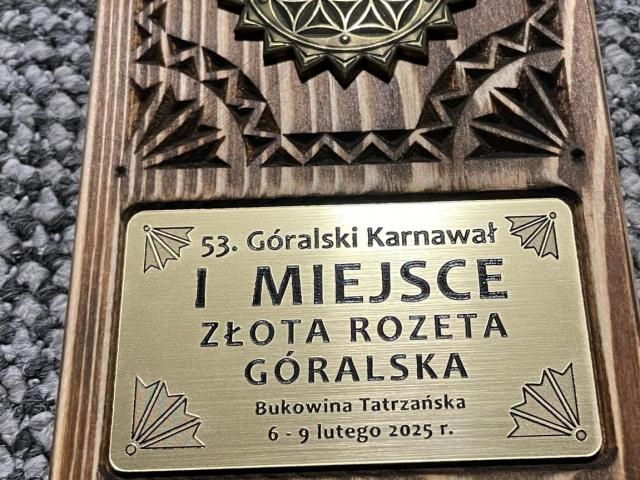 53. Góralski Karnawał
I MIEJSCE
ZŁOTA ROZETA
GÓRALSKA
Bukowina Tatrzańska
6 - 9 lutego 2025 r.